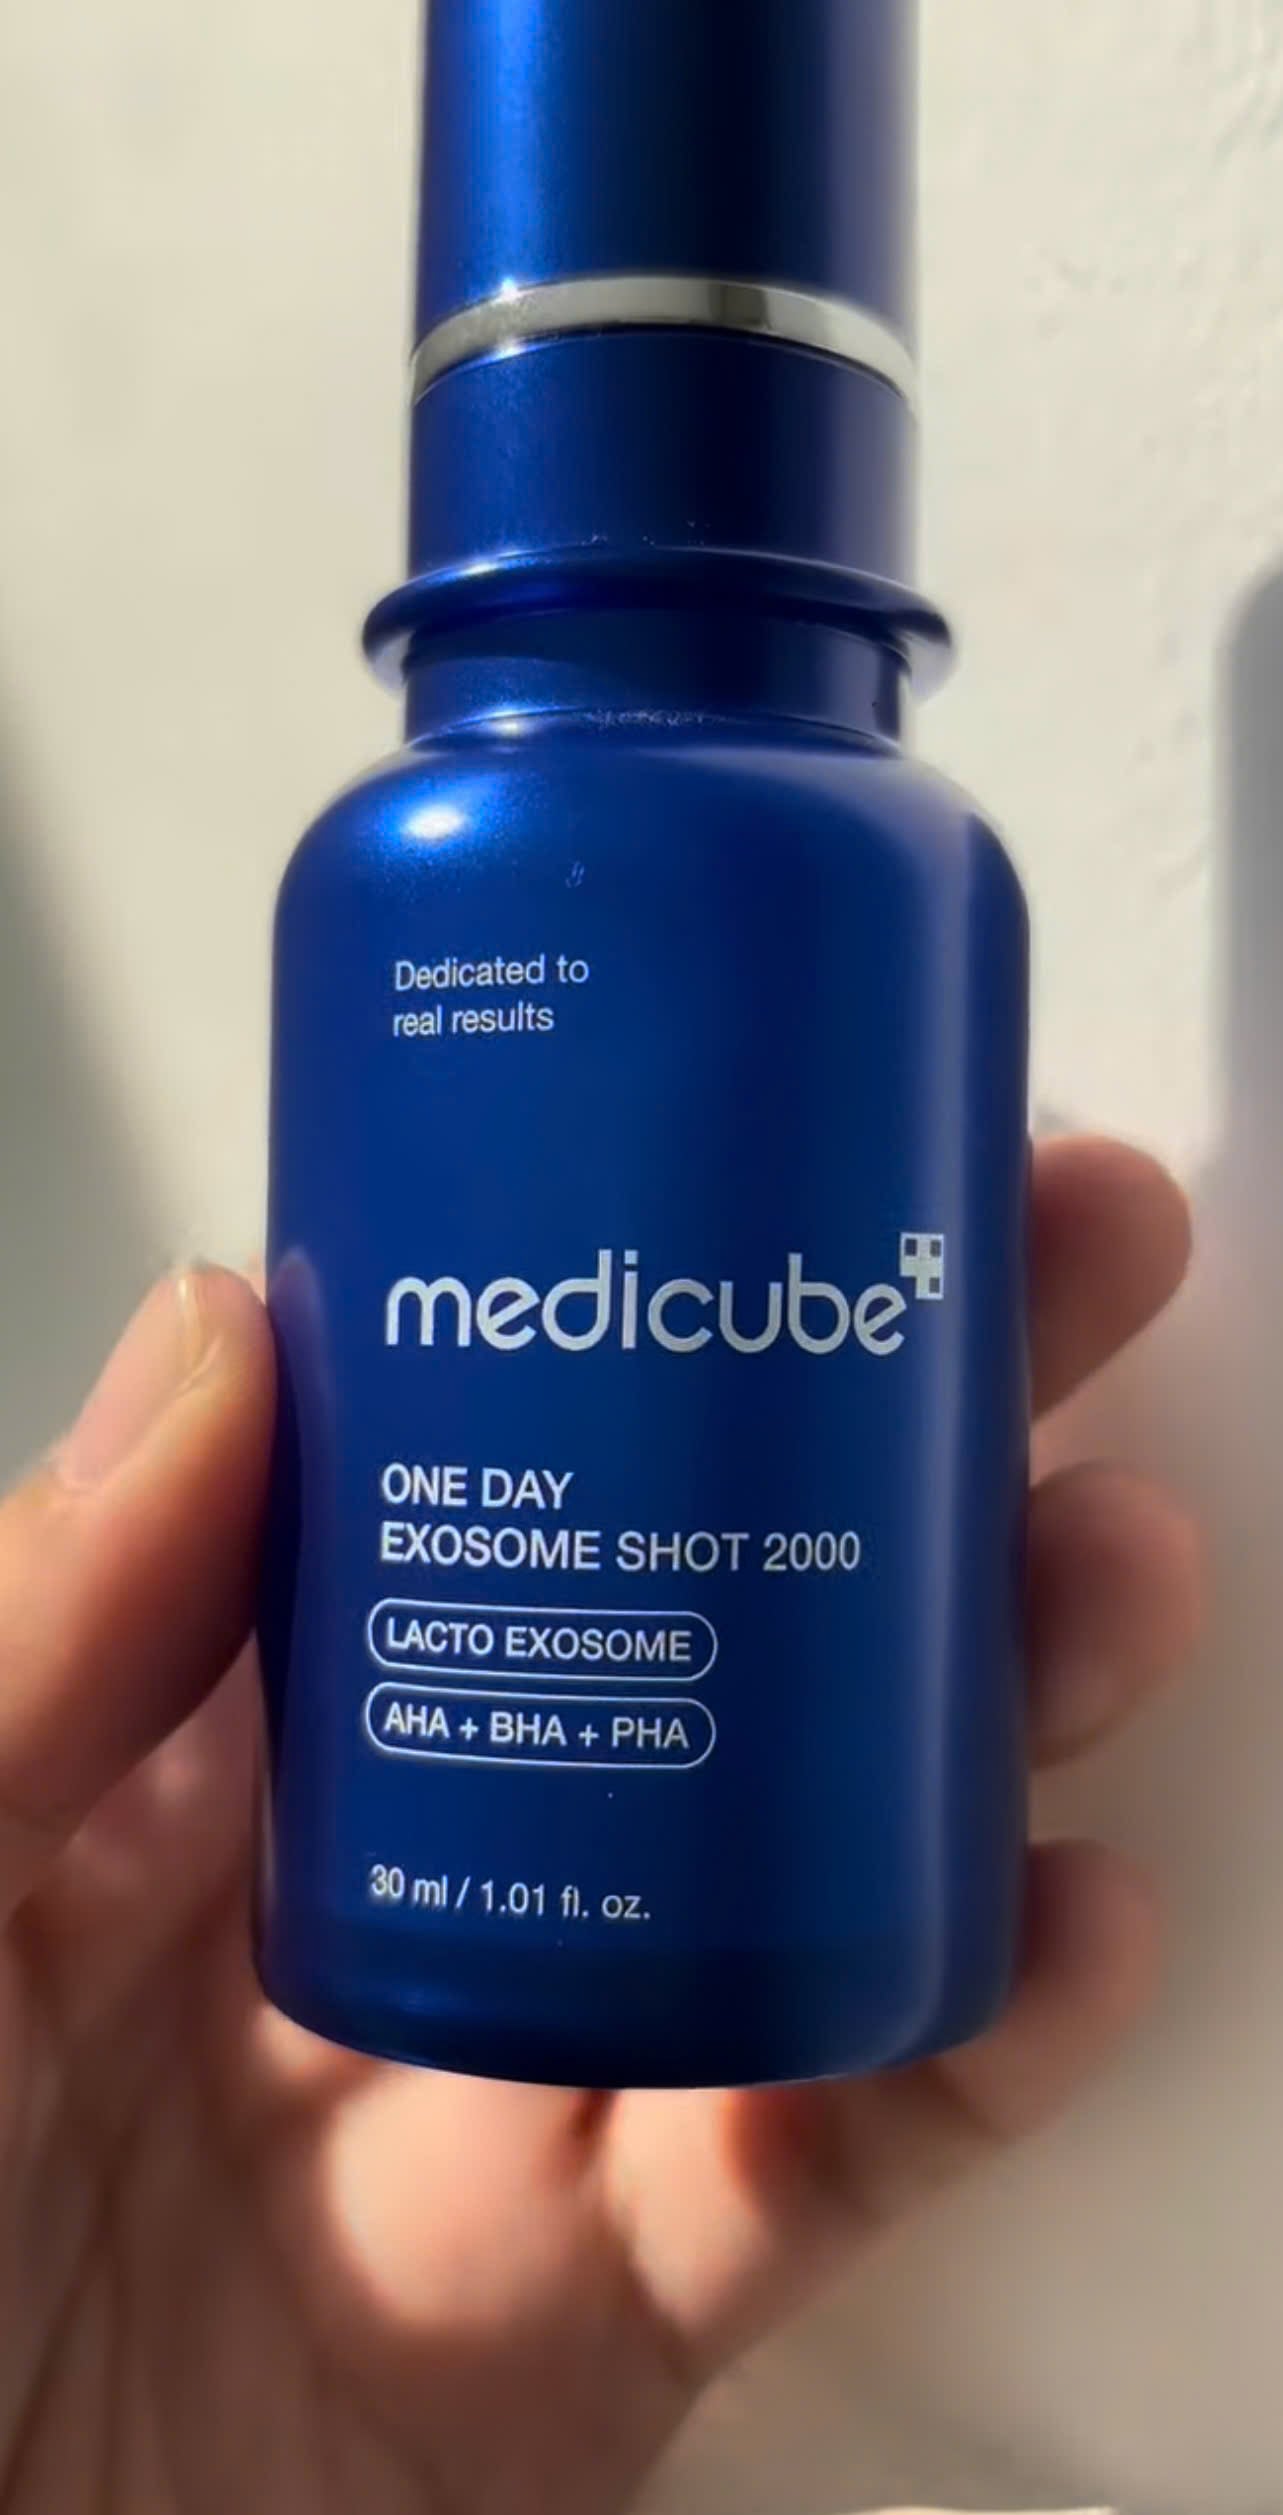 Dedicated to
real results
medicube
ONE DAY
EXOSOME SHOT 2000
LACTO EXOSOME
AHA + BHA + PHA
30 ml / 1.01 fl. oz.